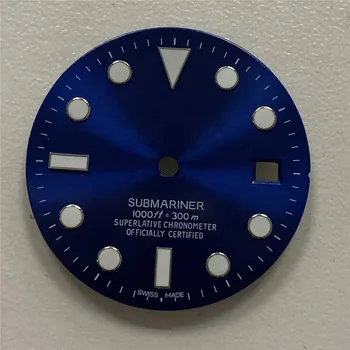 SUBMARINER
1000ft = 300m
SUPERLATIVE CHRONOMETER
OFFICIALLY CERTIFIED
SWISS MADE